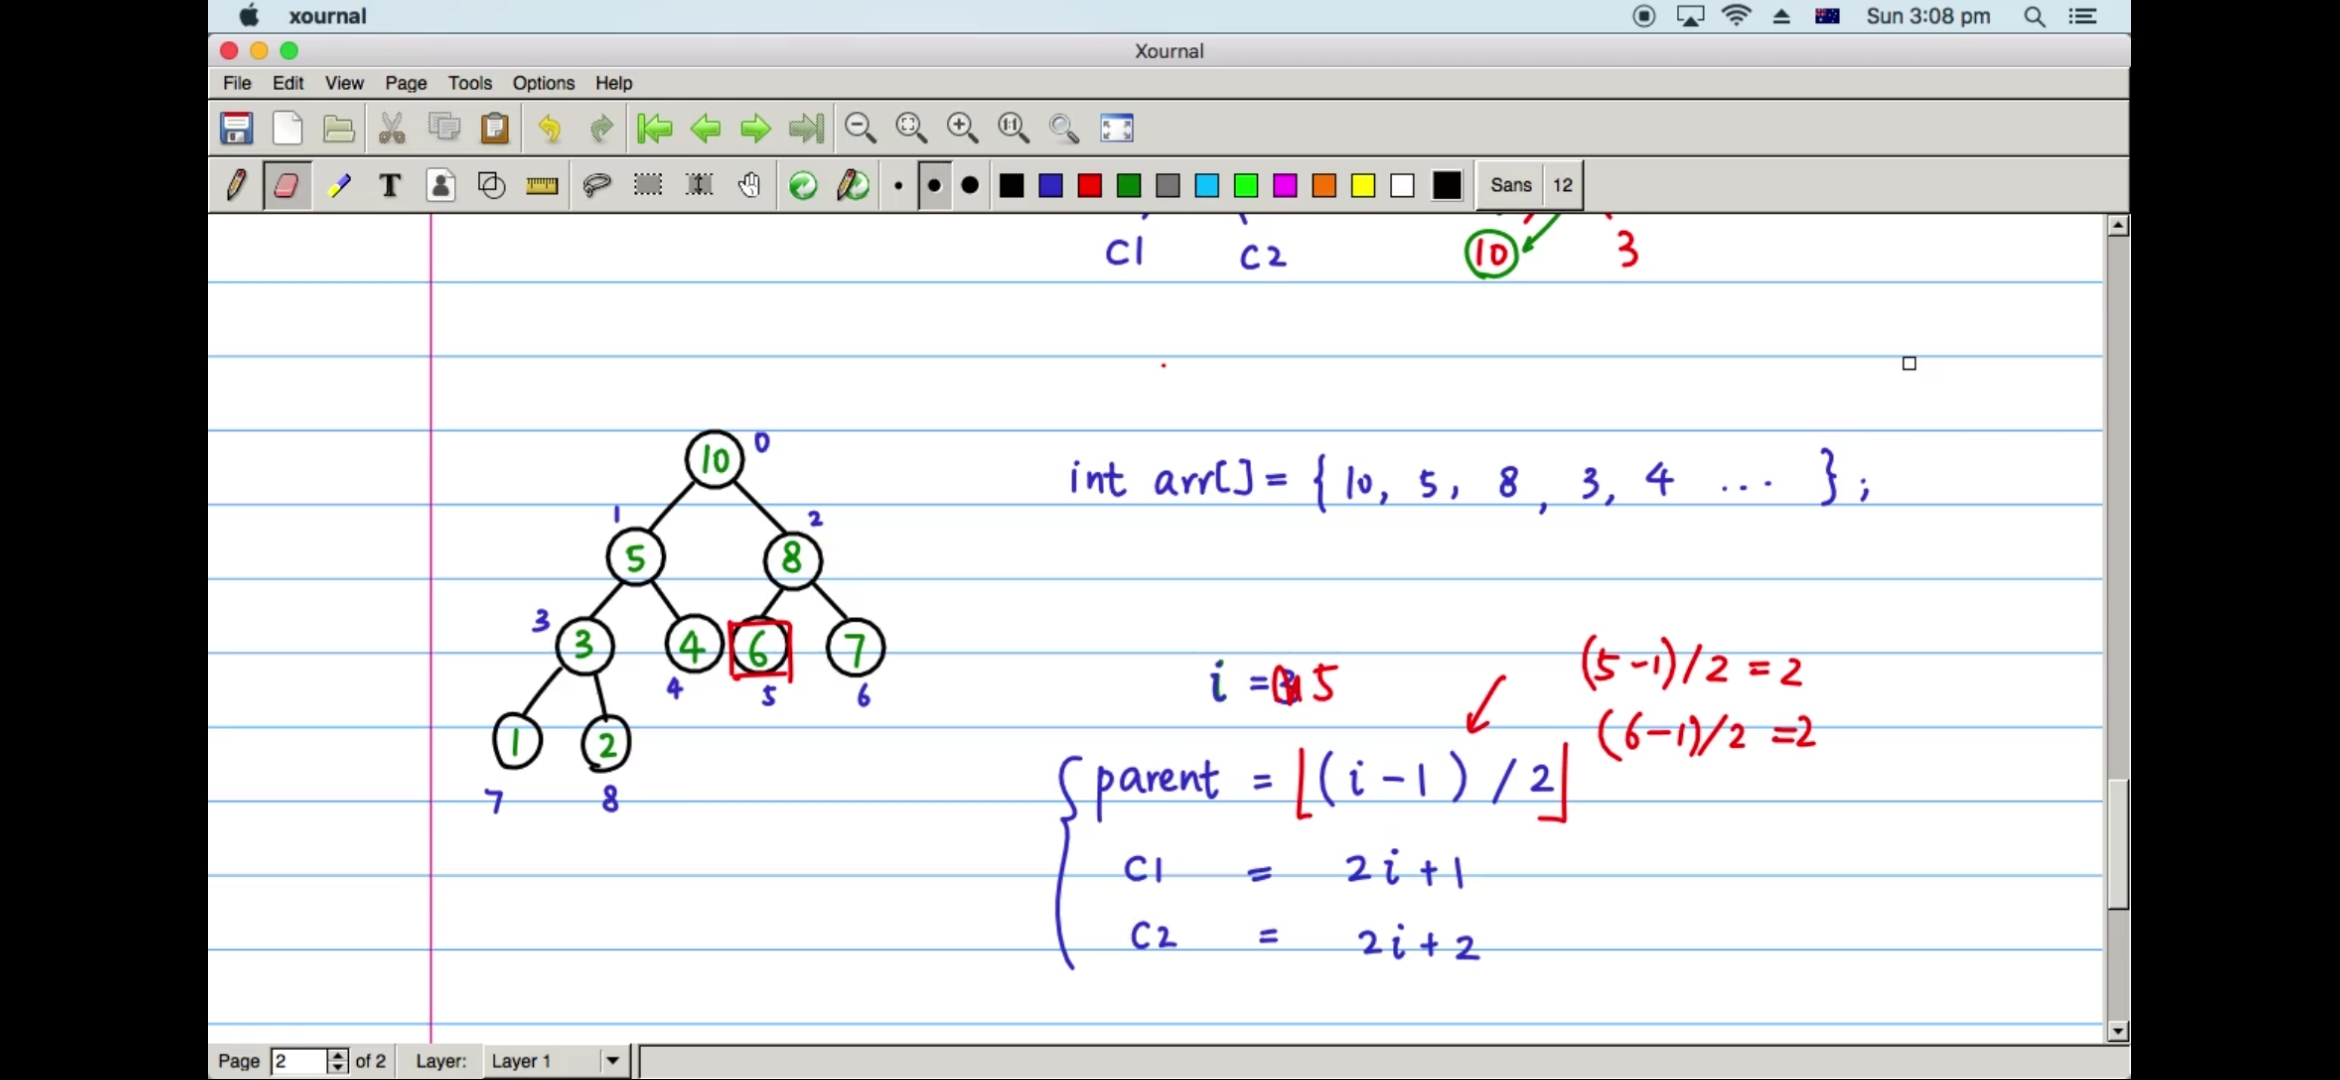 xournal
Sun 3:08 pm
Xournal
File Edit View Page Tools Options Help
T
Sans 12
C1 C2 10 3
10 0
int arr[] = { 10, 5, 8, 3, 4 ... };
1 2
5 8
3
3 4 6 7
4 5 6
1 2
7 8
i = 5
(5-1)/2 = 2
(6-1)/2 = 2
parent = ⌊(i-1)/2⌋
C1 = 2i+1
C2 = 2i+2
Page 2 of 2 Layer: Layer 1